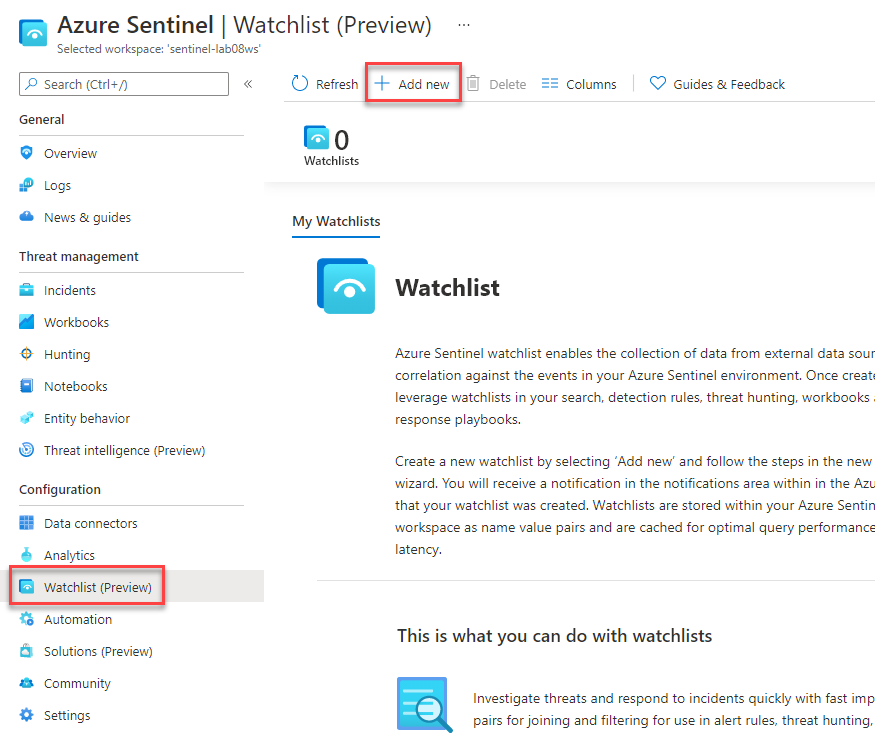 Azure Sentinel | Watchlist (Preview) ...
Selected workspace: 'sentinel-lab08ws'
Search (Ctrl+/) «
General
Overview
Logs
News & guides
Threat management
Incidents
Workbooks
Hunting
Notebooks
Entity behavior
Threat intelligence (Preview)
Configuration
Data connectors
Analytics
Watchlist (Preview)
Automation
Solutions (Preview)
Community
Settings
Refresh + Add new Delete Columns Guides & Feedback
0
Watchlists
My Watchlists
Watchlist
Azure Sentinel watchlist enables the collection of data from external data sour
correlation against the events in your Azure Sentinel environment. Once create
leverage watchlists in your search, detection rules, threat hunting, workbooks
response playbooks.
Create a new watchlist by selecting ‘Add new’ and follow the steps in the new
wizard. You will receive a notification in the notifications area within in the Azu
that your watchlist was created. Watchlists are stored within your Azure Sentin
workspace as name value pairs and are cached for optimal query performance
latency.
This is what you can do with watchlists
Investigate threats and respond to incidents quickly with fast imp
pairs for joining and filtering for use in alert rules, threat hunting,